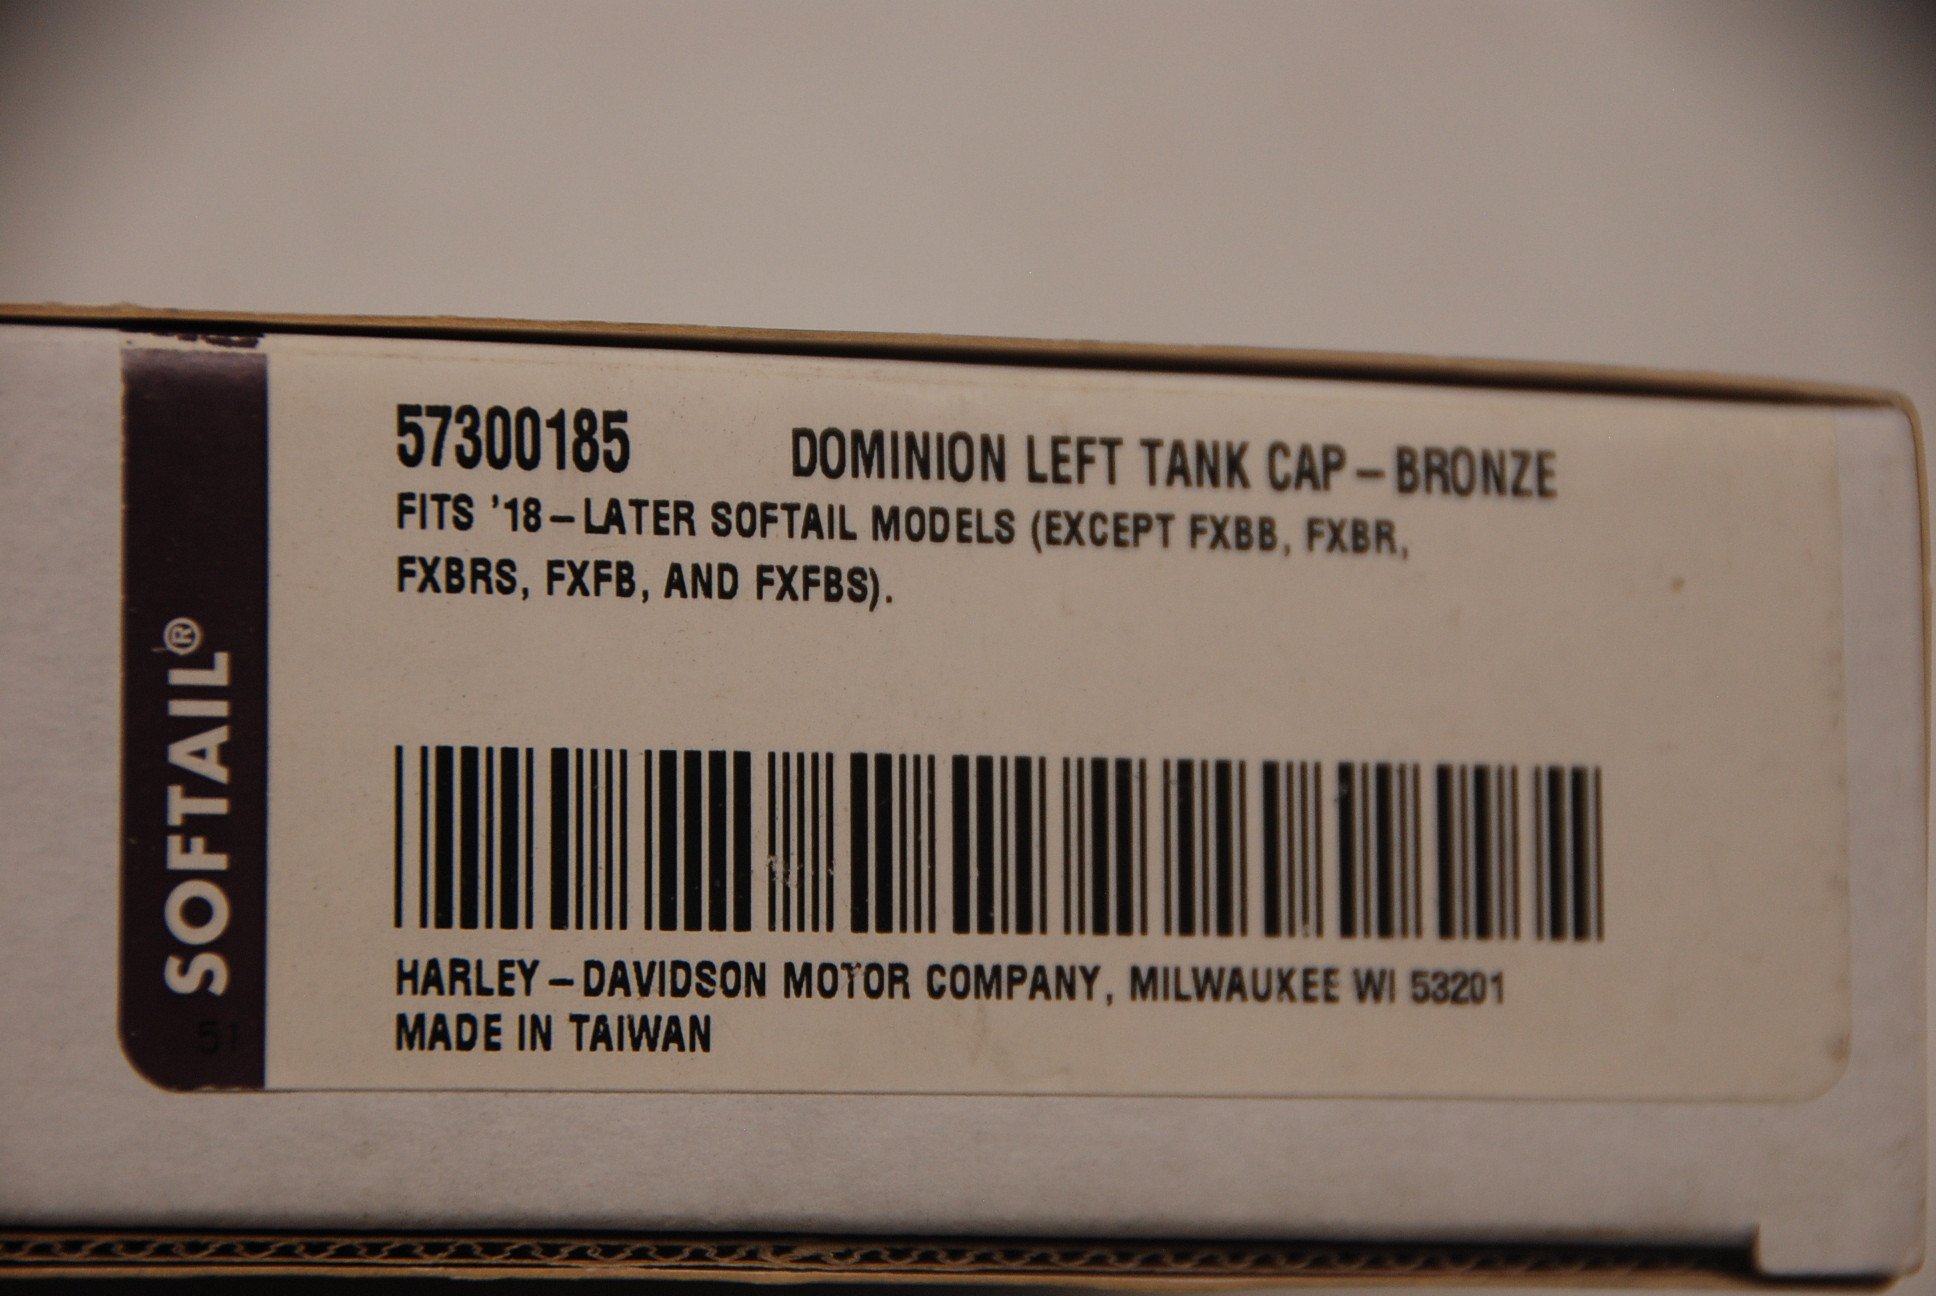 57300185 DOMINION LEFT TANK CAP-BRONZE
FITS '18-LATER SOFTAIL MODELS (EXCEPT FXBB, FXBR,
FXBRS, FXFB, AND FXFBS).
SOFTAIL®
HARLEY-DAVIDSON MOTOR COMPANY, MILWAUKEE WI 53201
MADE IN TAIWAN
51